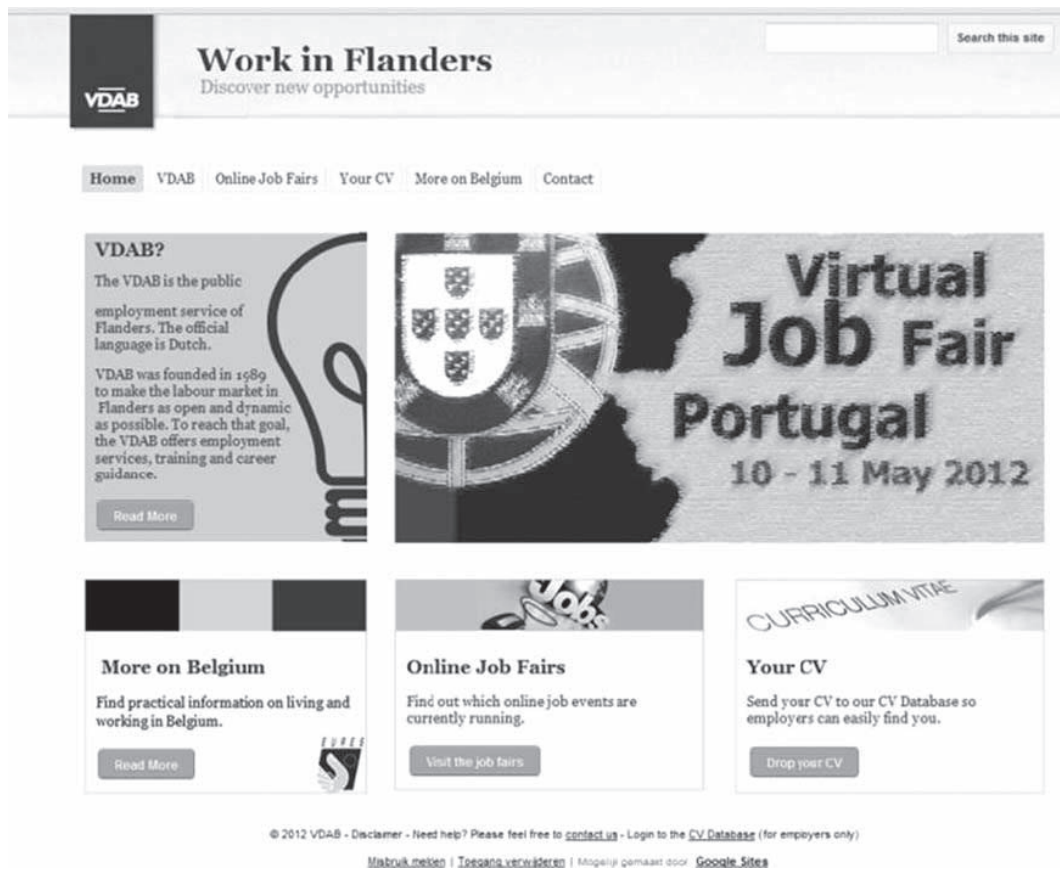 VDAB
Work in Flanders
Discover new opportunities
Search this site
Home VDAB Online Job Fairs Your CV More on Belgium Contact
VDAB?
The VDAB is the public
employment service of
Flanders. The official
language is Dutch.
VDAB was founded in 1989
to make the labour market in
Flanders as open and dynamic
as possible. To reach that goal,
the VDAB offers employment
services, training and career
guidance.
Read More
Virtual
Job Fair
Portugal
10 - 11 May 2012
More on Belgium
Find practical information on living and
working in Belgium.
Read More
Jobs
Online Job Fairs
Find out which online job events are
currently running.
Visit the job fairs
CURRICULUM VITAE
Your CV
Send your CV to our CV Database so
employers can easily find you.
Drop your CV
© 2012 VDAB - Disclaimer - Need help? Please feel free to contact us - Login to the CV Database (for employers only)
Misbruik melden | Toegang verwijderen | Mogelijk gemaakt door Google Sites